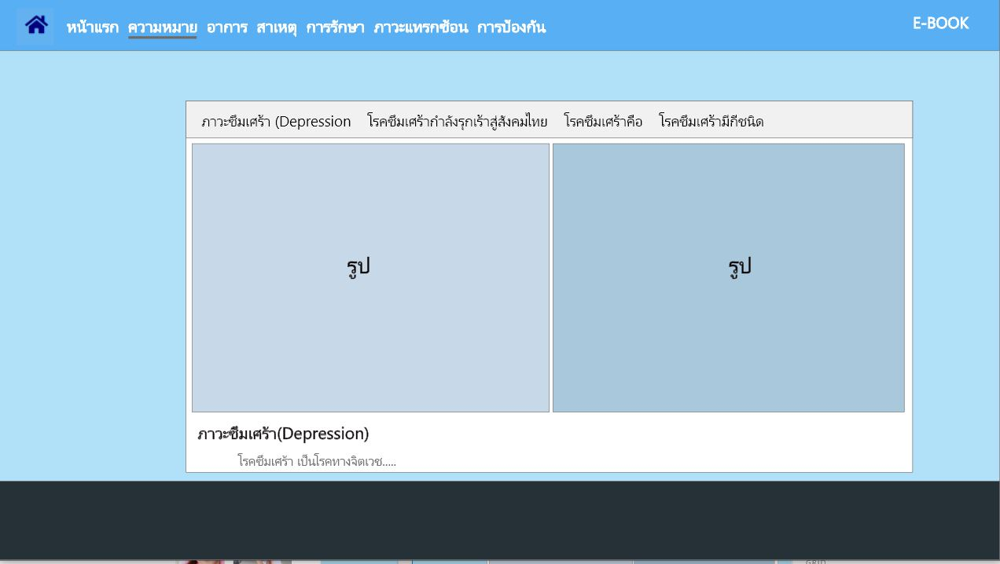 หน้าแรก ความหมาย อาการ สาเหตุ การรักษา ภาวะแทรกซ้อน การป้องกัน E-BOOK
ภาวะซึมเศร้า (Depression โรคซึมเศร้ากำลังรุกเร้าสู่สังคมไทย โรคซึมเศร้าคือ โรคซึมเศร้ามีกี่ชนิด
รูป รูป
ภาวะซึมเศร้า(Depression)
โรคซึมเศร้า เป็นโรคทางจิตเวช.....